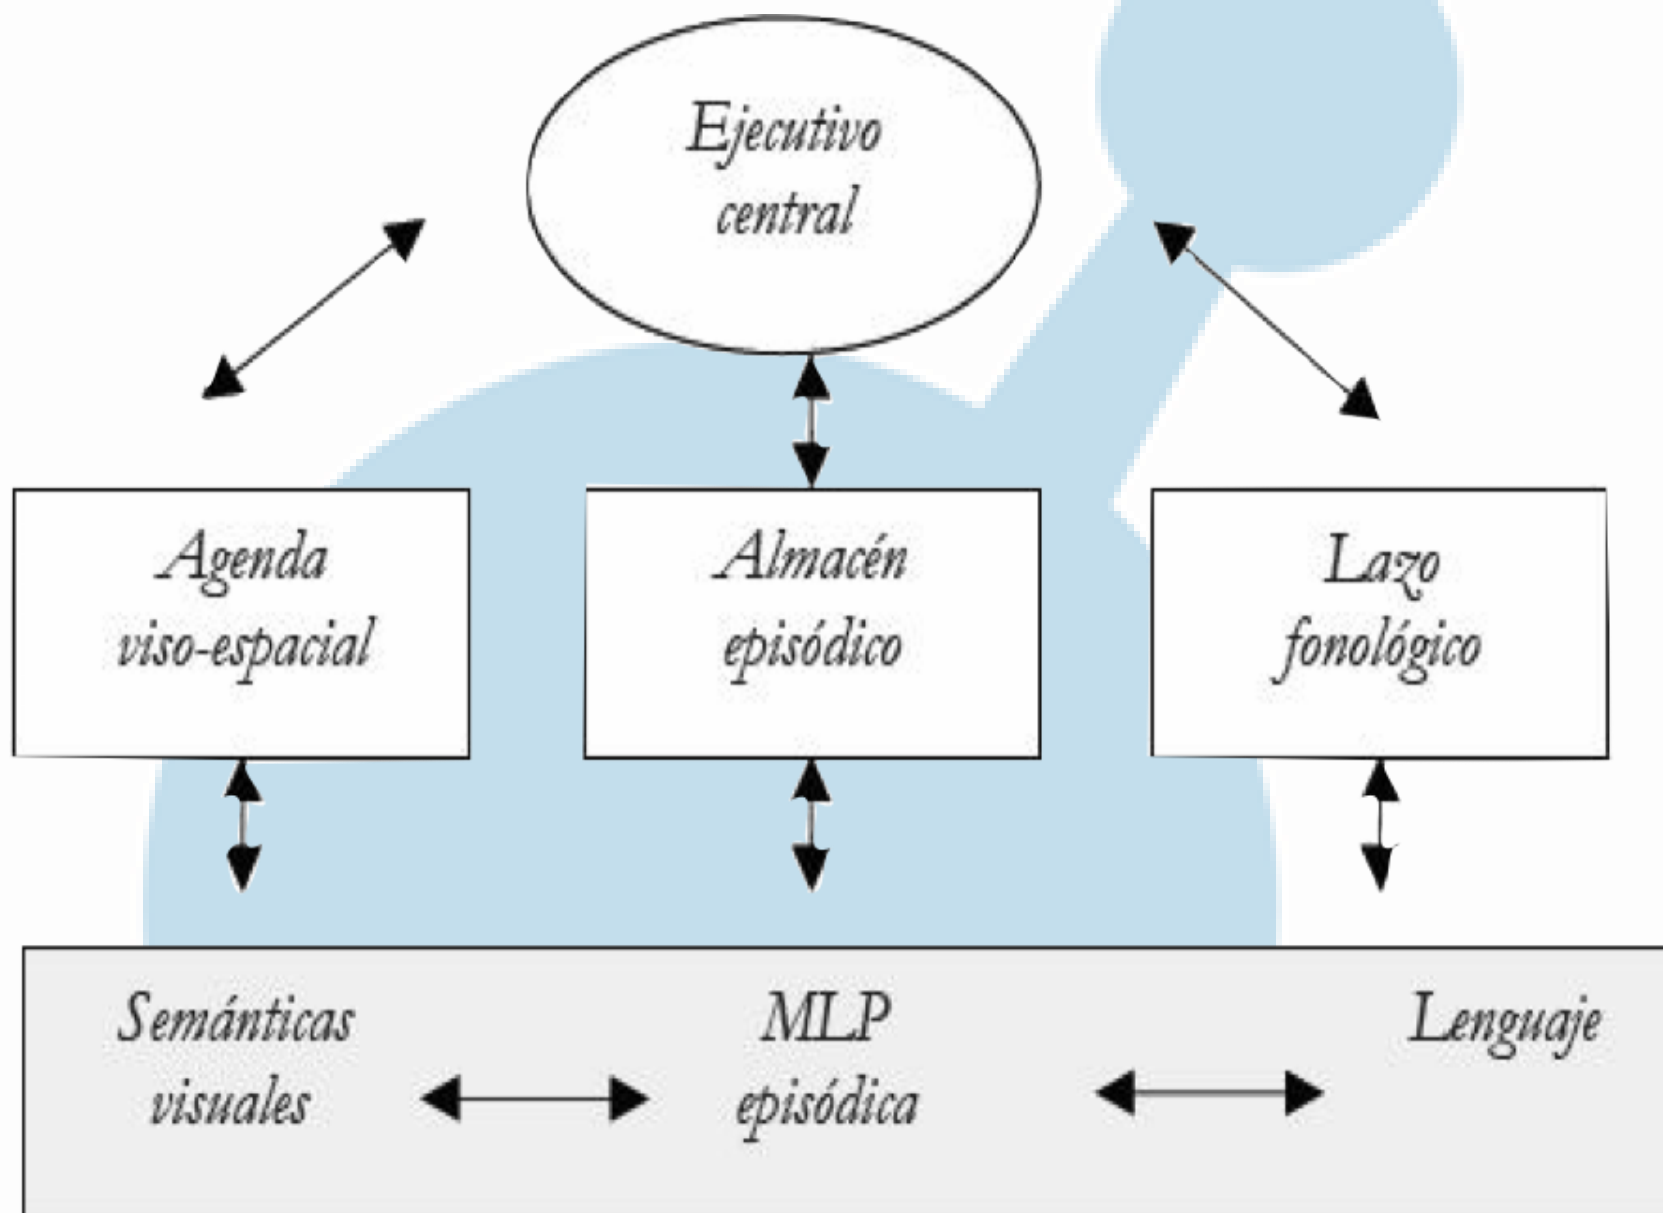 Ejecutivo
central
Agenda
viso-espacial
Almacén
episódico
Lazo
fonológico
Semánticas
visuales
MLP
episódica
Lenguaje